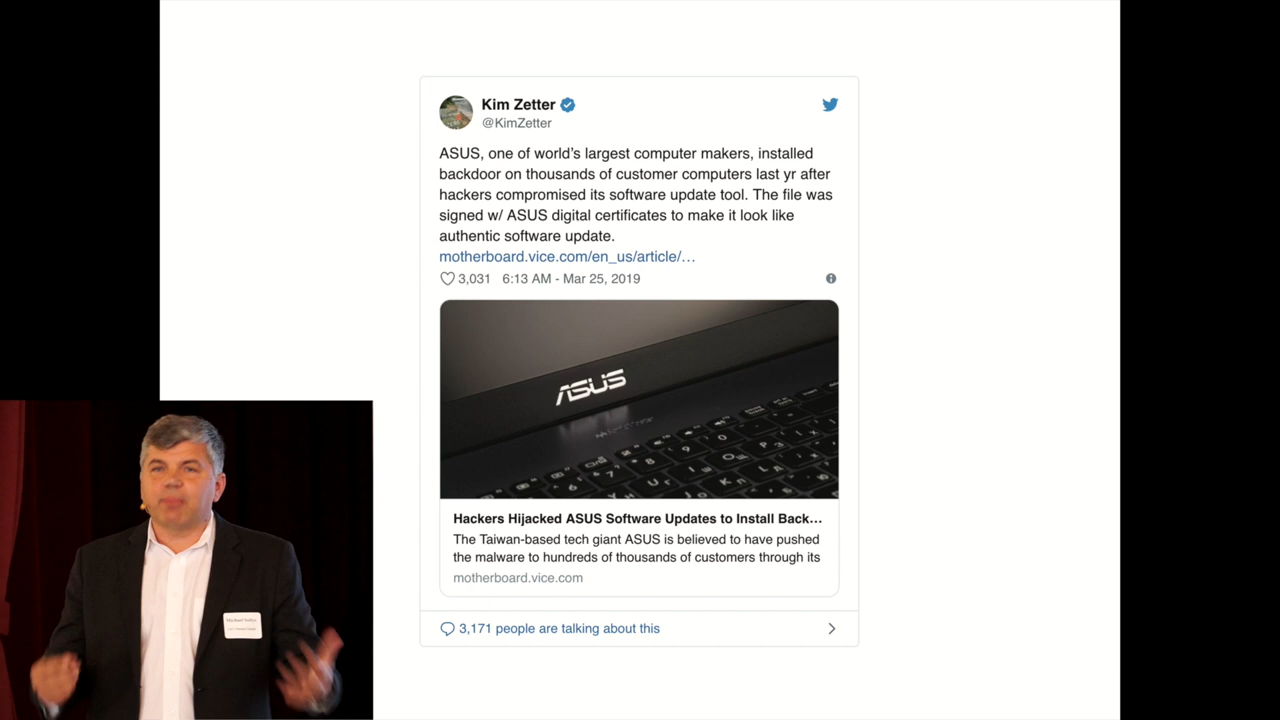 Kim Zetter
@KimZetter
ASUS, one of world's largest computer makers, installed
backdoor on thousands of customer computers last yr after
hackers compromised its software update tool. The file was
signed w/ ASUS digital certificates to make it look like
authentic software update.
motherboard.vice.com/en_us/article/…
3,031 6:13 AM - Mar 25, 2019
ASUS
Hackers Hijacked ASUS Software Updates to Install Back…
The Taiwan-based tech giant ASUS is believed to have pushed
the malware to hundreds of thousands of customers through its
motherboard.vice.com
3,171 people are talking about this
Michael